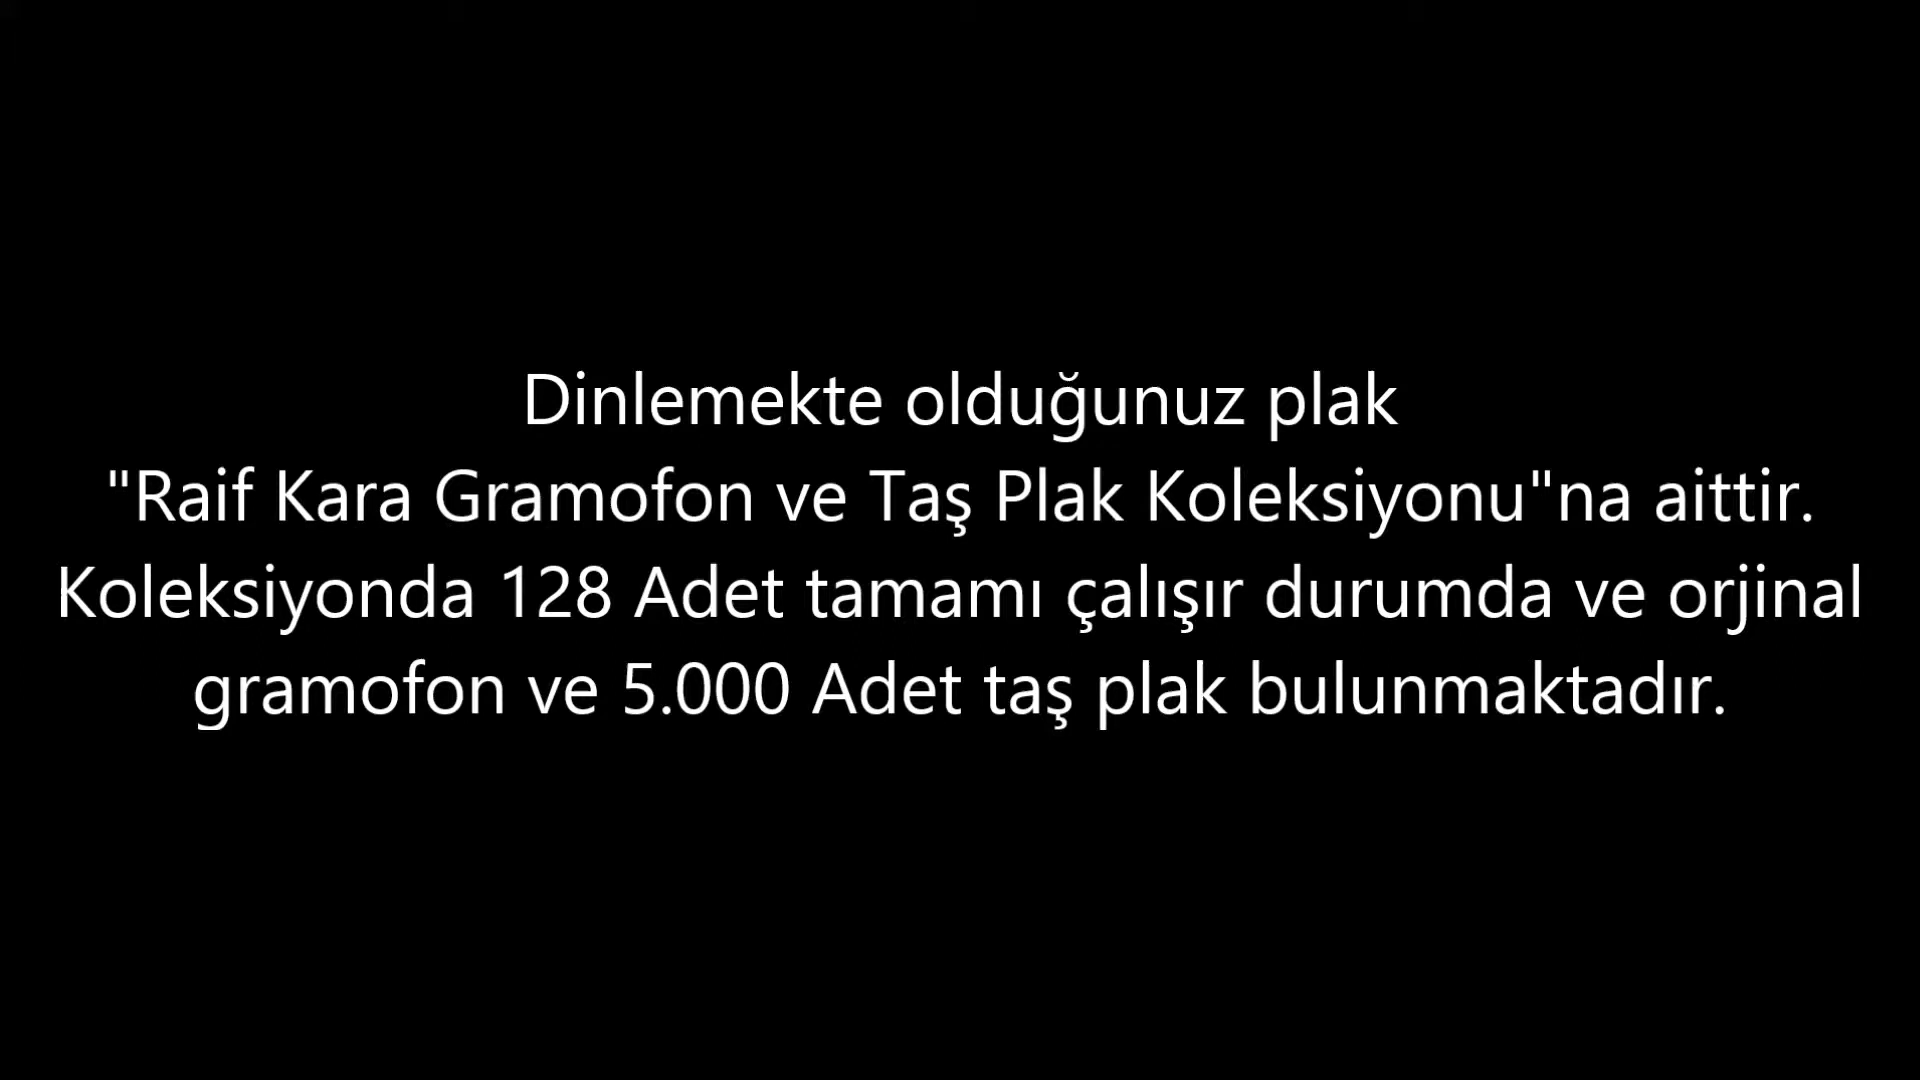 Dinlemekte olduğunuz plak
"Raif Kara Gramofon ve Taş Plak Koleksiyonu"na aittir.
Koleksiyonda 128 Adet tamamı çalışır durumda ve orjinal
gramofon ve 5.000 Adet taş plak bulunmaktadır.